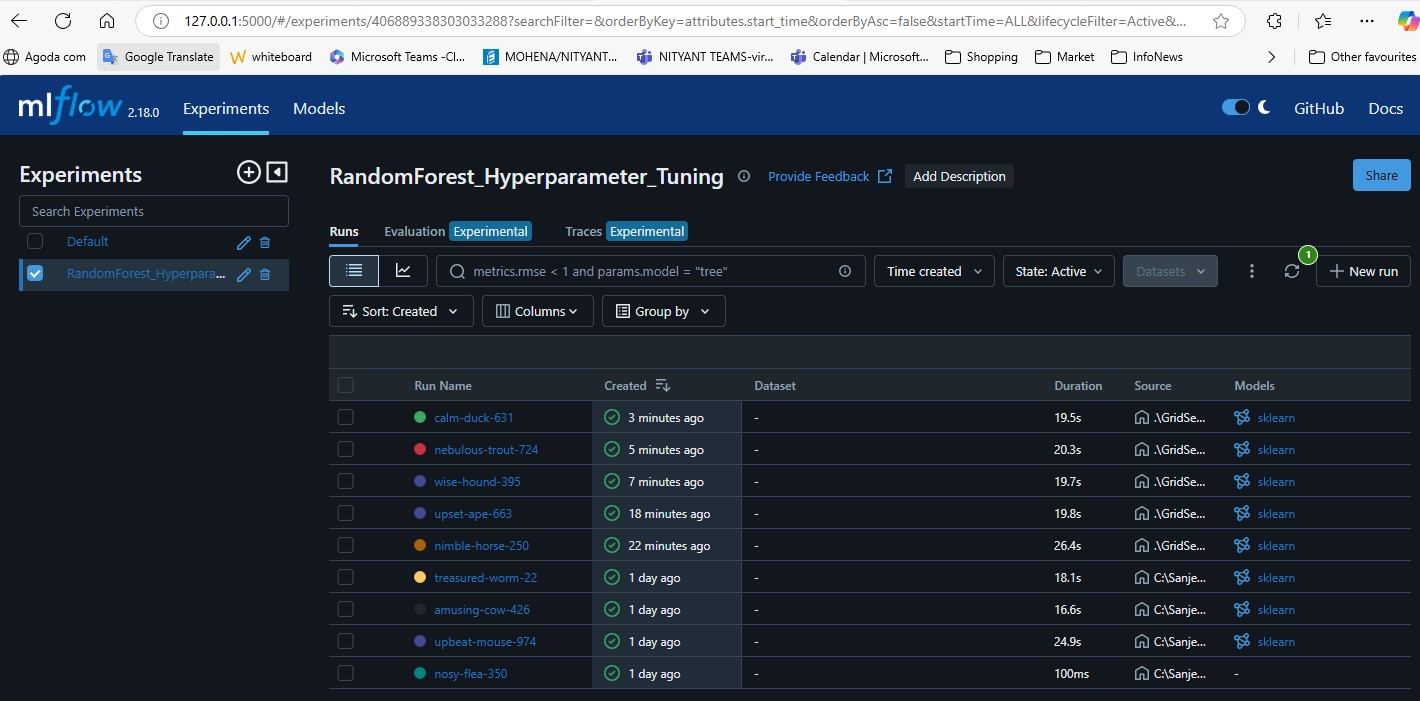 127.0.0.1:5000/#/experiments/406889338303033288?searchFilter=&orderByKey=attributes.start_time&orderByAsc=false&startTime=ALL&lifecycleFilter=Active&...
Agoda com Google Translate whiteboard Microsoft Teams -Cl... MOHENA/NITYANT... NITYANT TEAMS-vir... Calendar | Microsoft... Shopping Market InfoNews Other favourites
mlflow 2.18.0 Experiments Models GitHub Docs
Experiments
Search Experiments
Default
RandomForest_Hyperpara...
RandomForest_Hyperparameter_Tuning Provide Feedback Add Description Share
Runs Evaluation Experimental Traces Experimental
metrics.rmse < 1 and params.model = "tree" Time created State: Active Datasets 1 New run
Sort: Created Columns Group by
Run Name Created Dataset Duration Source Models
calm-duck-631 3 minutes ago - 19.5s .\GridSe... sklearn
nebulous-trout-724 5 minutes ago - 20.3s .\GridSe... sklearn
wise-hound-395 7 minutes ago - 19.7s .\GridSe... sklearn
upset-ape-663 18 minutes ago - 19.8s .\GridSe... sklearn
nimble-horse-250 22 minutes ago - 26.4s .\GridSe... sklearn
treasured-worm-22 1 day ago - 18.1s C:\Sanje... sklearn
amusing-cow-426 1 day ago - 16.6s C:\Sanje... sklearn
upbeat-mouse-974 1 day ago - 24.9s C:\Sanje... sklearn
nosy-flea-350 1 day ago - 100ms C:\Sanje... -